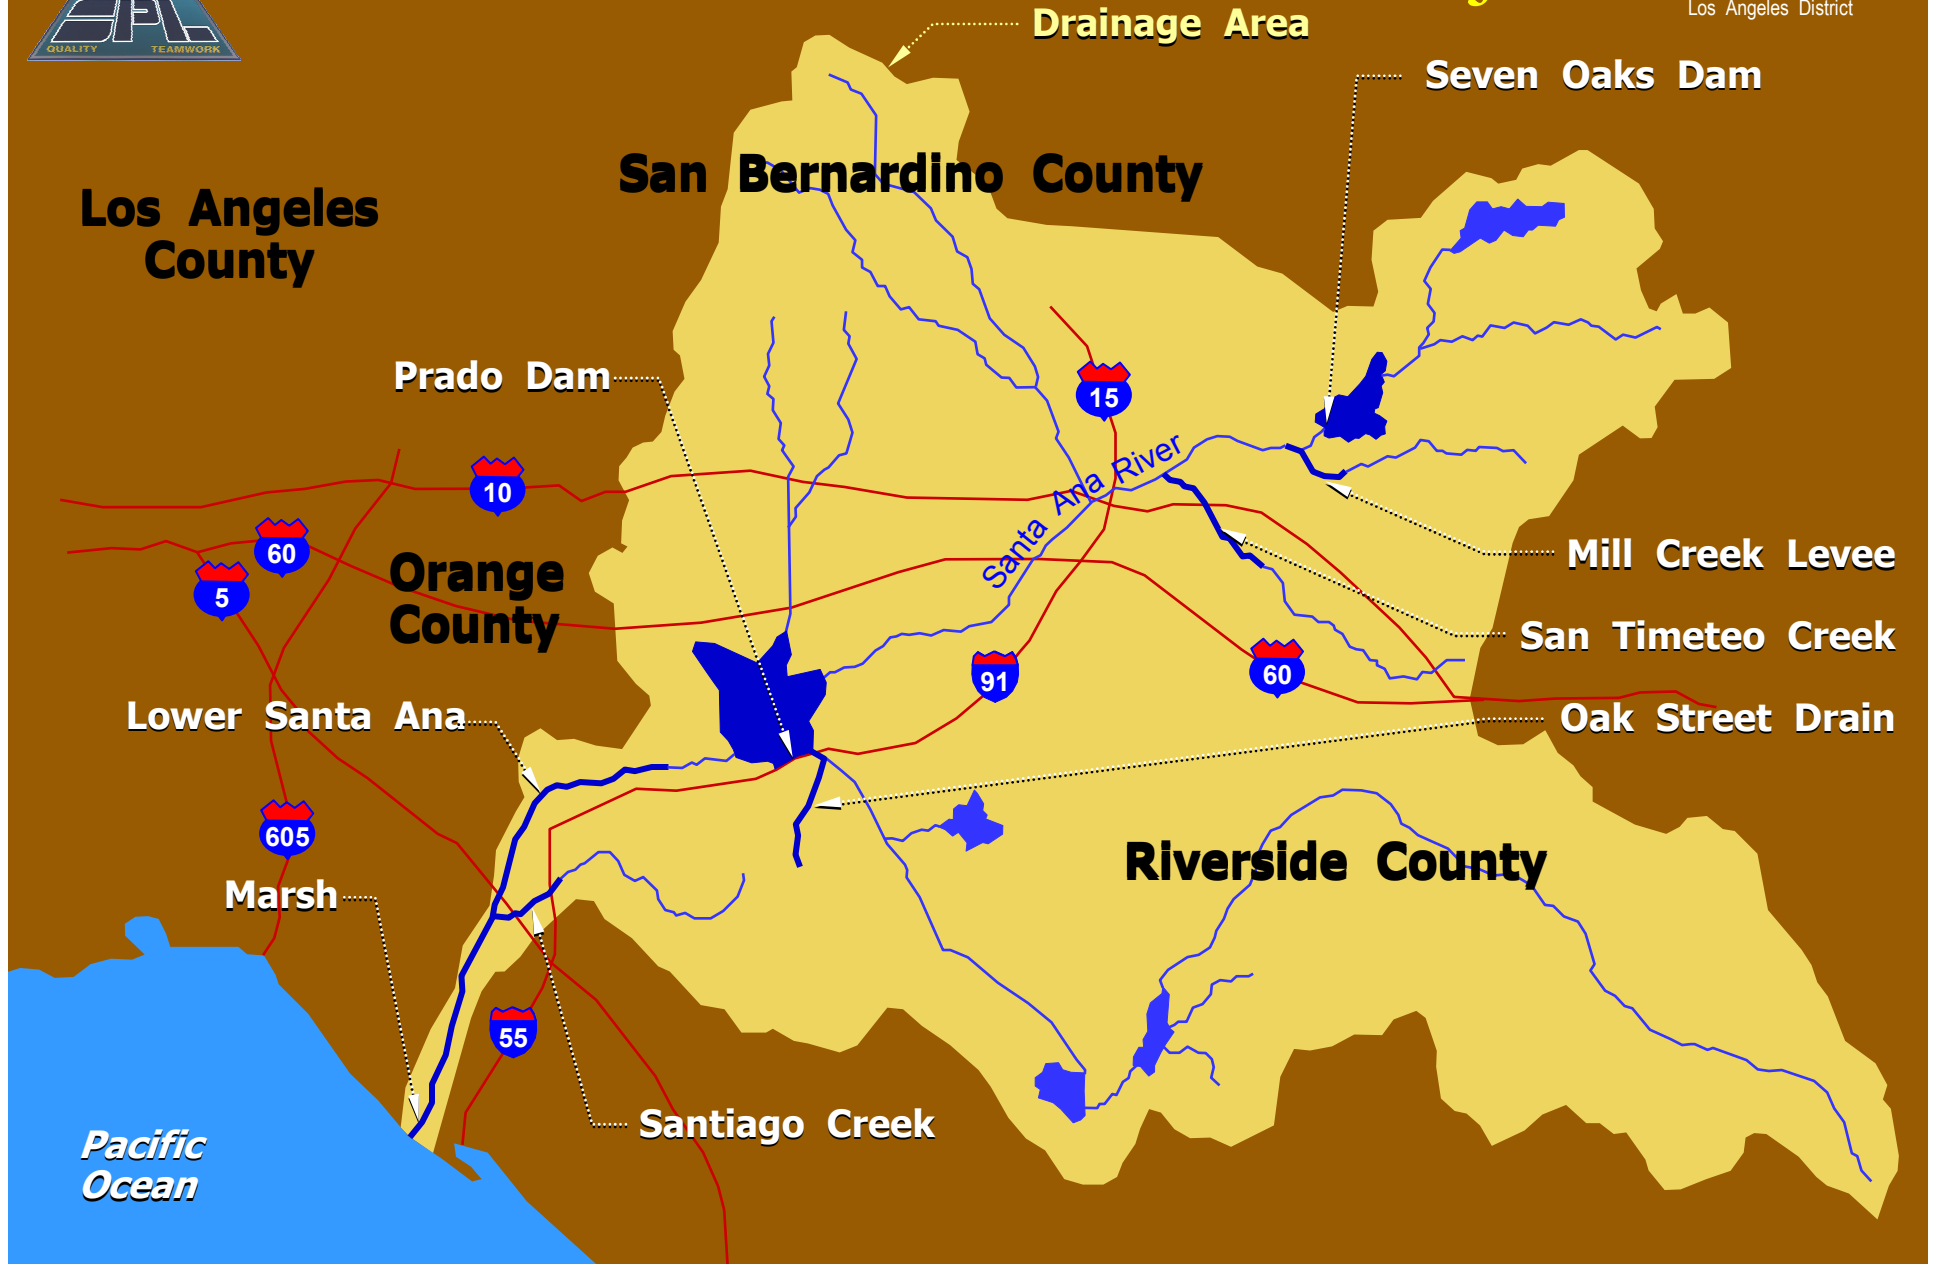 SPL
QUALITY TEAMWORK
Los Angeles District
Drainage Area
Seven Oaks Dam
San Bernardino County
Los Angeles
County
Prado Dam
15
Santa Ana River
10
60
5
Orange
County
Mill Creek Levee
San Timeteo Creek
91
60
Lower Santa Ana
Oak Street Drain
605
Riverside County
Marsh
55
Santiago Creek
Pacific
Ocean